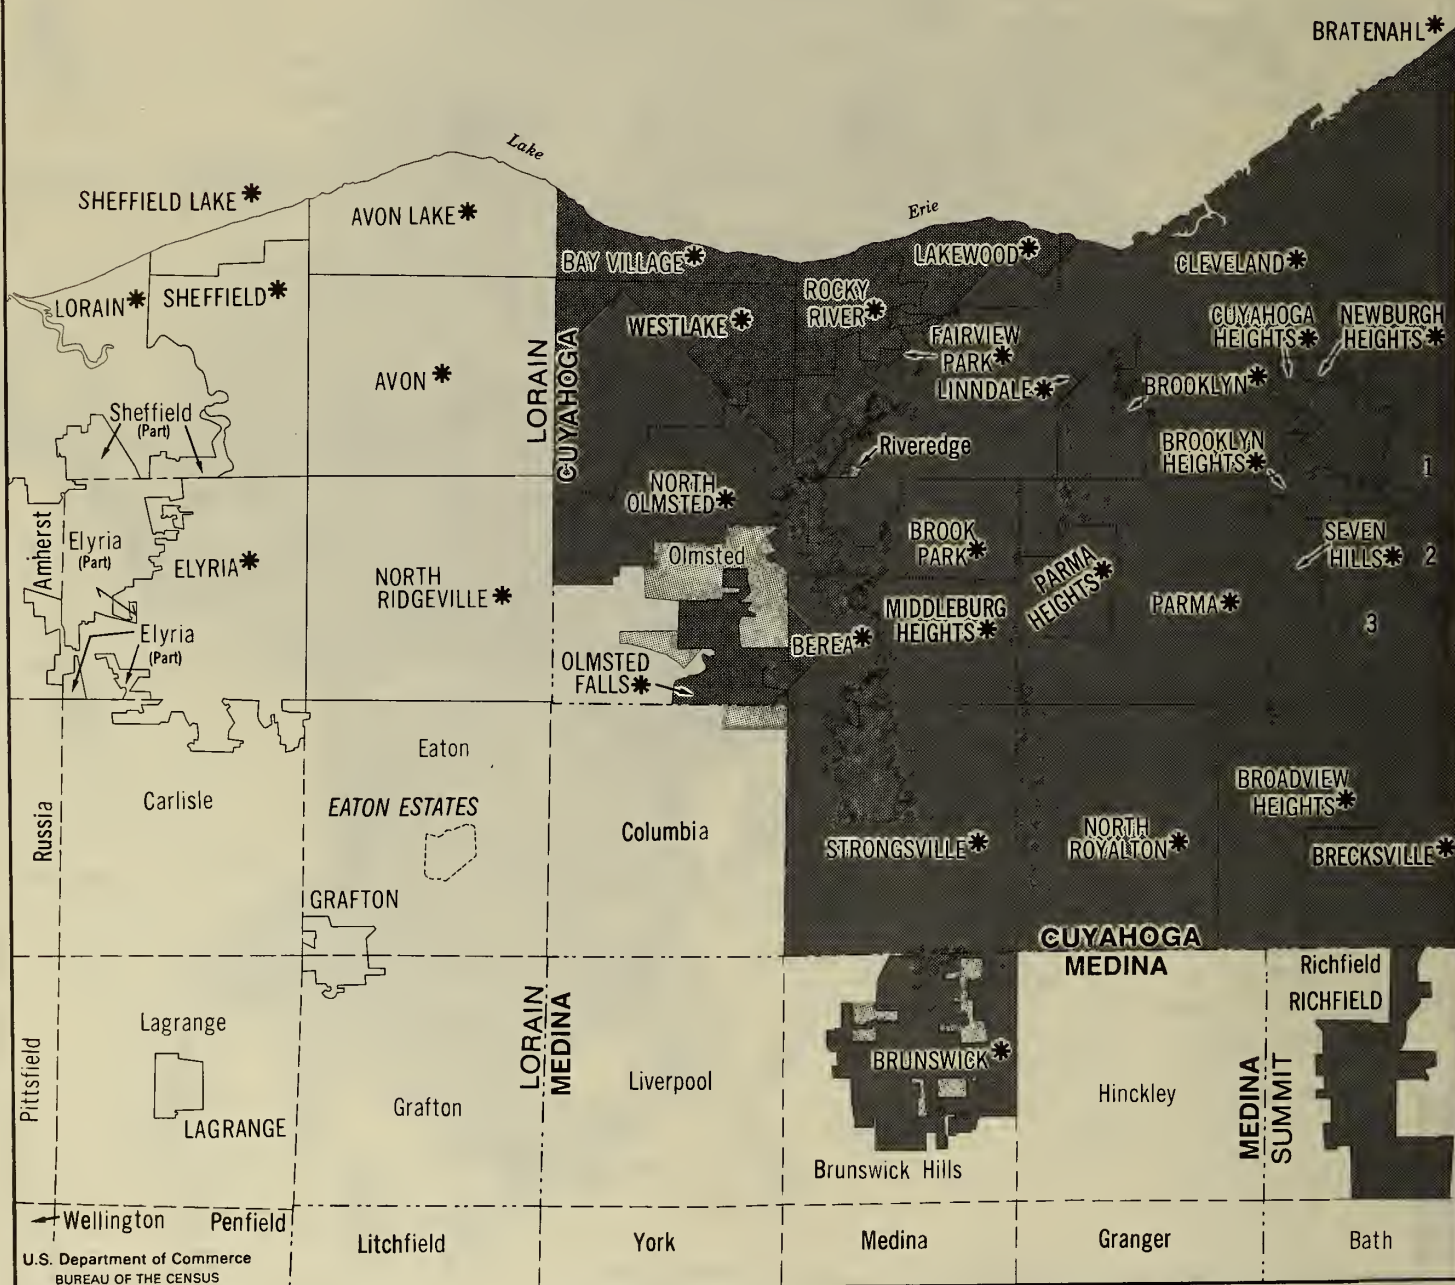 BRATENAHL*
Lake
SHEFFIELD LAKE*
AVON LAKE*
Erie
BAY VILLAGE*
LAKEWOOD*
CLEVELAND*
LORAIN*
SHEFFIELD*
ROCKY
RIVER*
WESTLAKE*
CUYAHOGA
HEIGHTS*
NEWBURGH
HEIGHTS*
FAIRVIEW
PARK*
LORAIN
CUYAHOGA
AVON*
LINNDALE*
BROOKLYN*
Sheffield
(Part)
Riveredge
BROOKLYN
HEIGHTS*
1
NORTH
OLMSTED*
Amherst
Elyria
(Part)
ELYRIA*
Olmsted
BROOK
PARK*
SEVEN
HILLS*
2
PARMA
HEIGHTS*
NORTH
RIDGEVILLE*
MIDDLEBURG
HEIGHTS*
PARMA*
3
Elyria
(Part)
BEREA*
OLMSTED
FALLS*
Eaton
Russia
Carlisle
EATON ESTATES
Columbia
BROADVIEW
HEIGHTS*
STRONGSVILLE*
NORTH
ROYALTON*
BRECKSVILLE*
GRAFTON
CUYAHOGA
MEDINA
Richfield
RICHFIELD
Lagrange
LORAIN
MEDINA
Pittsfield
BRUNSWICK*
Liverpool
Hinckley
MEDINA
SUMMIT
Grafton
LAGRANGE
Brunswick Hills
Wellington
Penfield
Litchfield
York
Medina
Granger
Bath
U.S. Department of Commerce
BUREAU OF THE CENSUS